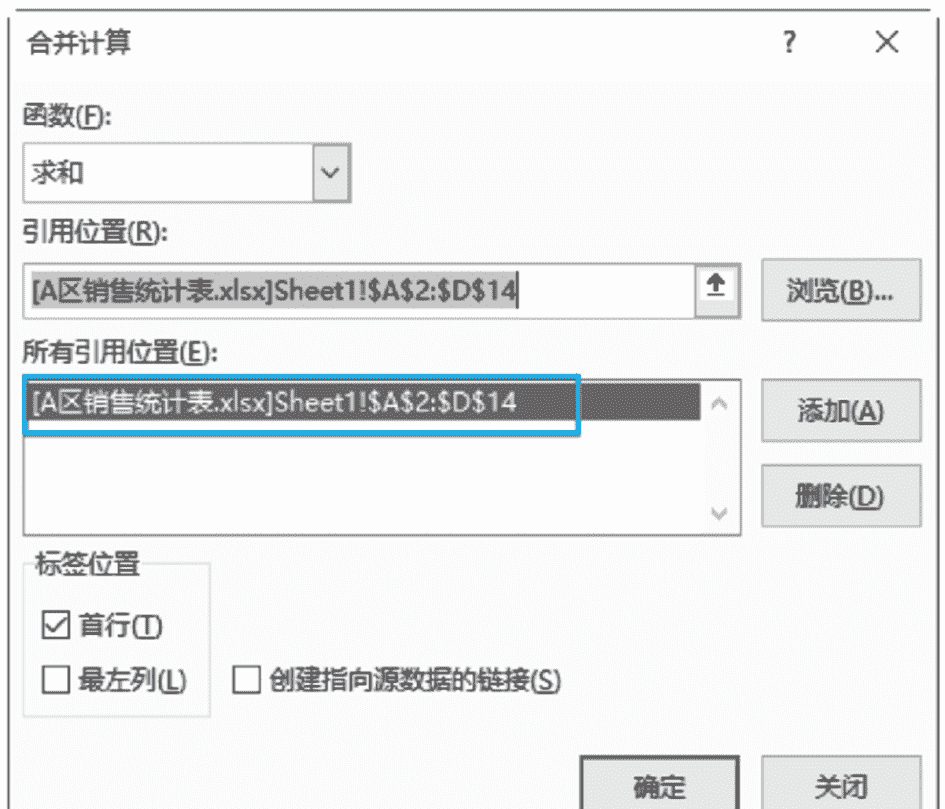 合并计算 ?
函数(F):
求和
引用位置(R):
[A区销售统计表.xlsx]Sheet1!$A$2:$D$14 浏览(B)...
所有引用位置(E):
[A区销售统计表.xlsx]Sheet1!$A$2:$D$14 添加(A)
删除(D)
标签位置
首行(T)
最左列(L) 创建指向源数据的链接(S)
确定 关闭